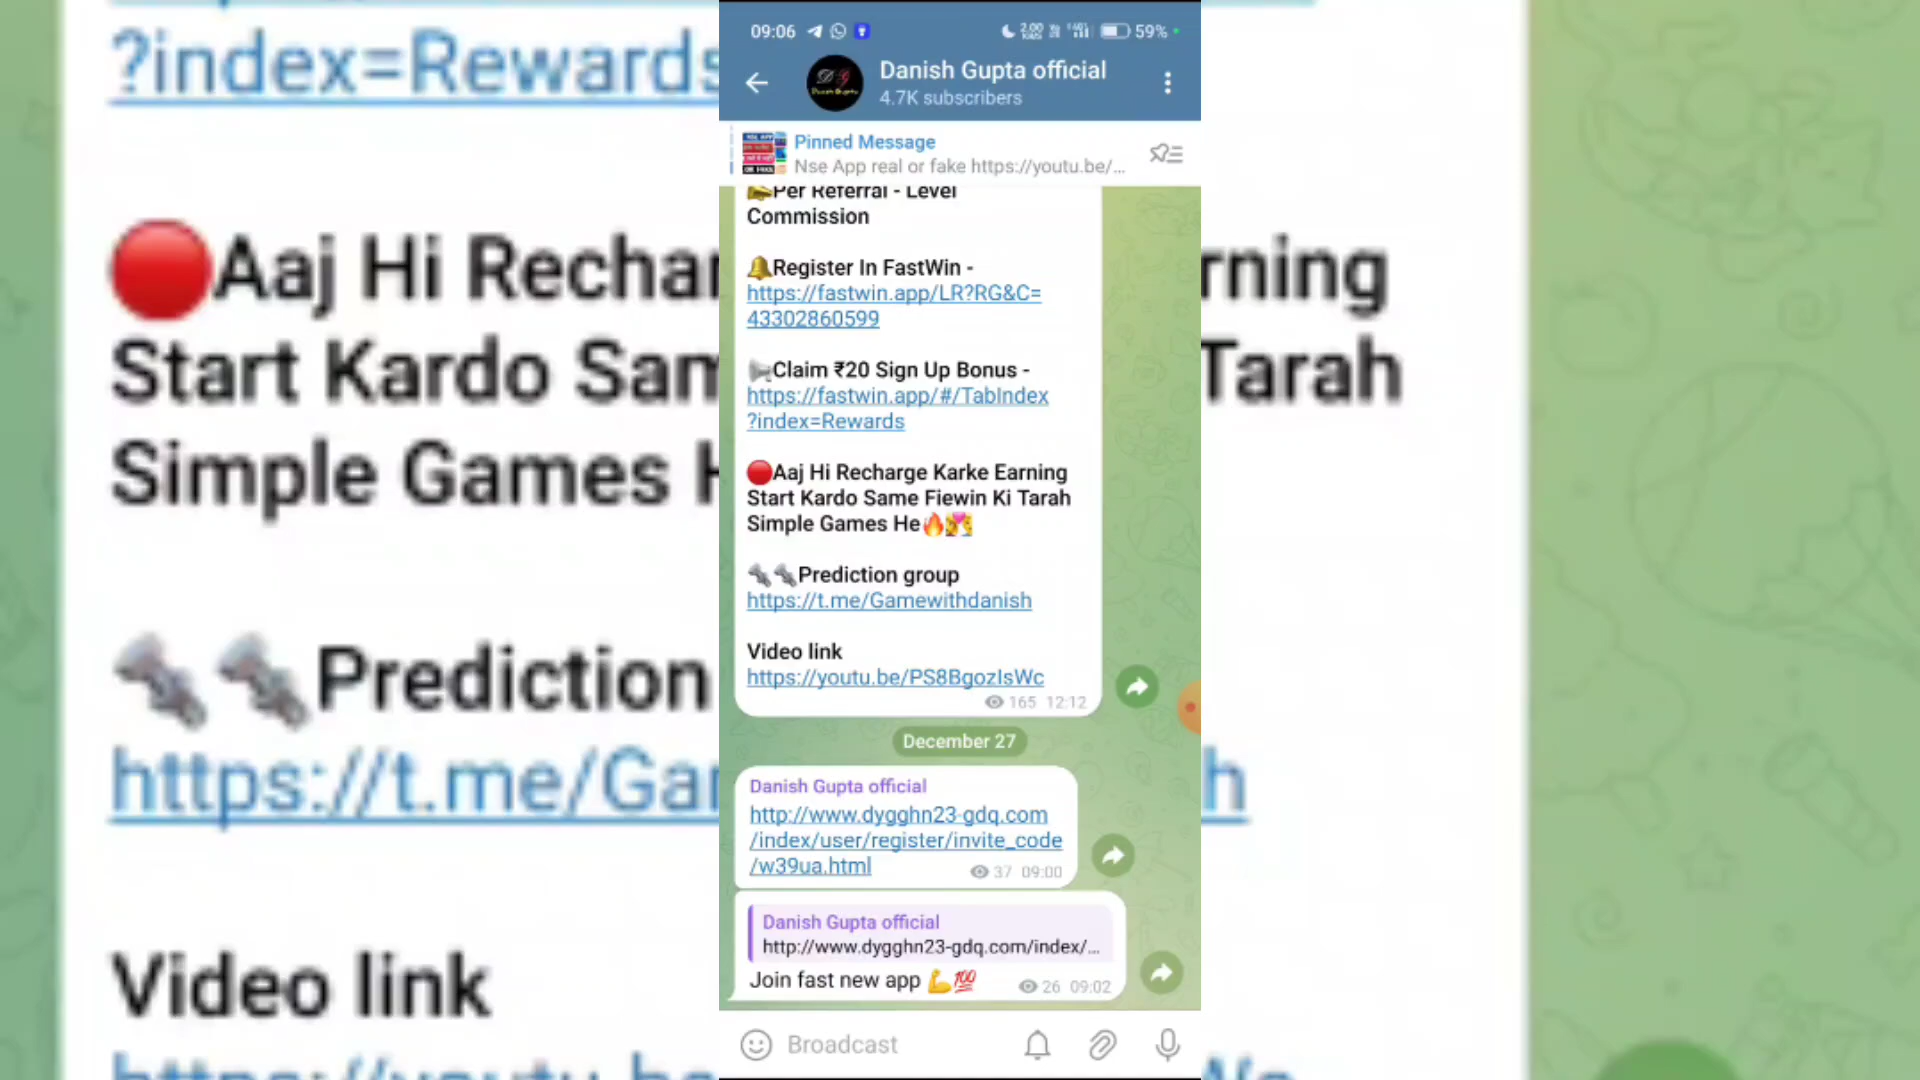 ?index=Rewards
Aaj Hi Rechar
rning
Start Kardo Sam
Tarah
Simple Games H
Prediction
https://t.me/Gam
h
Video link
09:06
59%
Danish Gupta official
4.7K subscribers
Pinned Message
Nse App real or fake https://youtu.be/...
Per Referral - Level
Commission
Register In FastWin -
https://fastwin.app/LR?RG&C=
43302860599
Claim ₹20 Sign Up Bonus -
https://fastwin.app/#/TabIndex
?index=Rewards
Aaj Hi Recharge Karke Earning
Start Kardo Same Fiewin Ki Tarah
Simple Games He
Prediction group
https://t.me/Gamewithdanish
Video link
https://youtu.be/PS8BgozIsWc
165 12:12
December 27
Danish Gupta official
http://www.dygghn23-gdq.com
/index/user/register/invite_code
/w39ua.html
37 09:00
Danish Gupta official
http://www.dygghn23-gdq.com/index/...
Join fast new app 💪💯
26 09:02
Broadcast